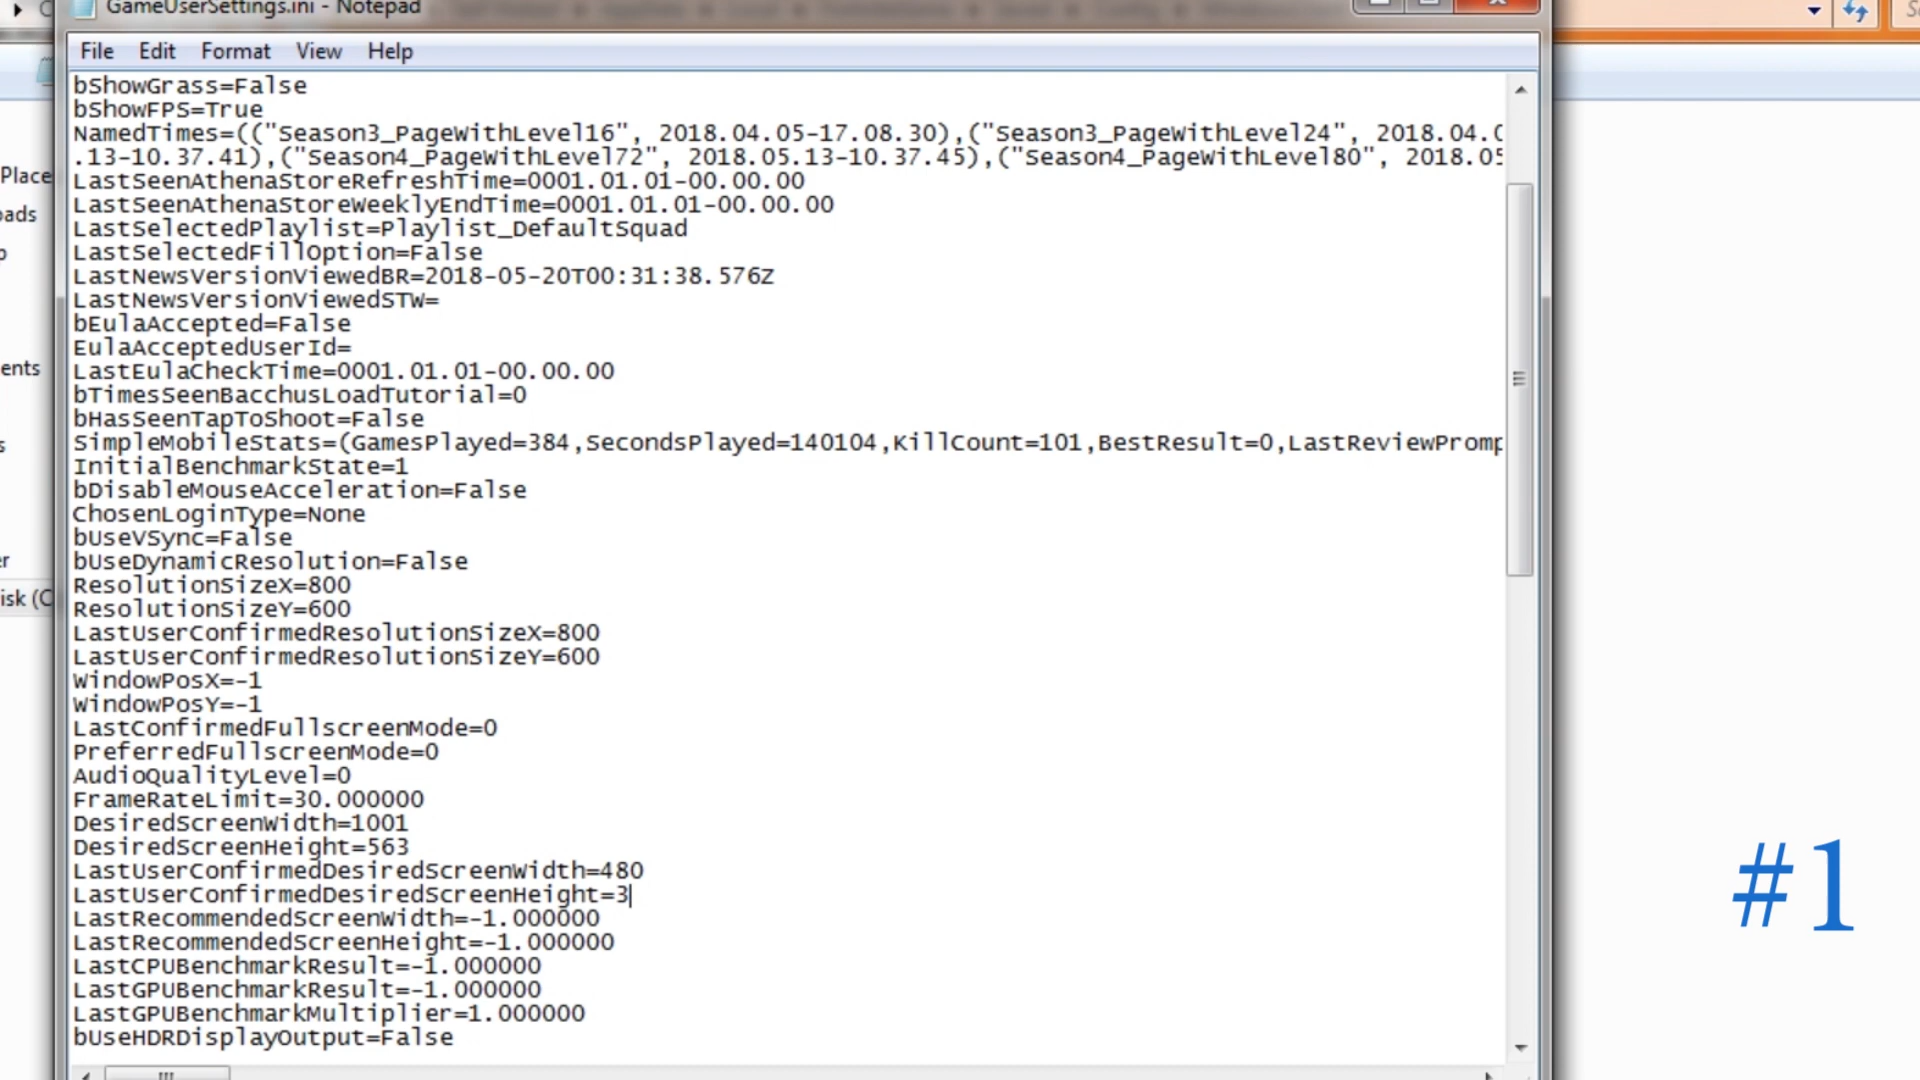 GameUserSettings.ini - Notepad
File Edit Format View Help
bShowGrass=False
bShowFPS=True
NamedTimes=(("Season3_PageWithLevel16", 2018.04.05-17.08.30),("Season3_PageWithLevel24", 2018.04.0
.13-10.37.41),("Season4_PageWithLevel72", 2018.05.13-10.37.45),("Season4_PageWithLevel80", 2018.05
LastSeenAthenaStoreRefreshTime=0001.01.01-00.00.00
LastSeenAthenaStoreWeeklyEndTime=0001.01.01-00.00.00
LastSelectedPlaylist=Playlist_DefaultSquad
LastSelectedFillOption=False
LastNewsVersionViewedBR=2018-05-20T00:31:38.576Z
LastNewsVersionViewedSTW=
bEulaAccepted=False
EulaAcceptedUserId=
LastEulaCheckTime=0001.01.01-00.00.00
bTimesSeenBacchusLoadTutorial=0
bHasSeenTapToShoot=False
SimpleMobileStats=(GamesPlayed=384,SecondsPlayed=140104,KillCount=101,BestResult=0,LastReviewPromp
InitialBenchmarkState=1
bDisableMouseAcceleration=False
ChosenLoginType=None
bUseVSync=False
bUseDynamicResolution=False
ResolutionSizeX=800
ResolutionSizeY=600
LastUserConfirmedResolutionSizeX=800
LastUserConfirmedResolutionSizeY=600
WindowPosX=-1
WindowPosY=-1
LastConfirmedFullscreenMode=0
PreferredFullscreenMode=0
AudioQualityLevel=0
FrameRateLimit=30.000000
DesiredScreenWidth=1001
DesiredScreenHeight=563
LastUserConfirmedDesiredScreenWidth=480
LastUserConfirmedDesiredScreenHeight=3
LastRecommendedScreenWidth=-1.000000
LastRecommendedScreenHeight=-1.000000
LastCPUBenchmarkResult=-1.000000
LastGPUBenchmarkResult=-1.000000
LastGPUBenchmarkMultiplier=1.000000
bUseHDRDisplayOutput=False
Place
oads
ents
s
er
isk (C
#1